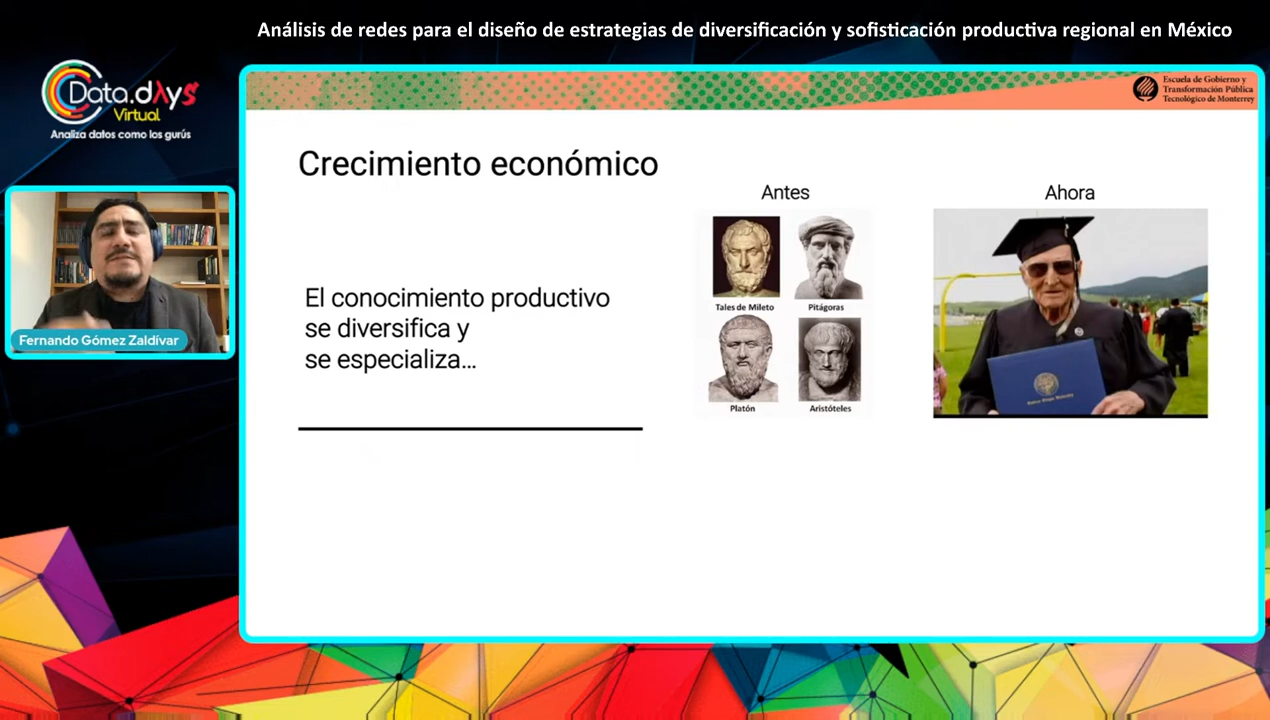 Análisis de redes para el diseño de estrategias de diversificación y sofisticación productiva regional en México
Data.dAys
Virtual
Analiza datos como los gurús
Escuela de Gobierno y
Transformación Pública
Tecnológico de Monterrey
Fernando Gómez Zaldívar
Crecimiento económico
El conocimiento productivo
se diversifica y
se especializa...
Antes
Tales de Mileto
Pitágoras
Platón
Aristóteles
Ahora